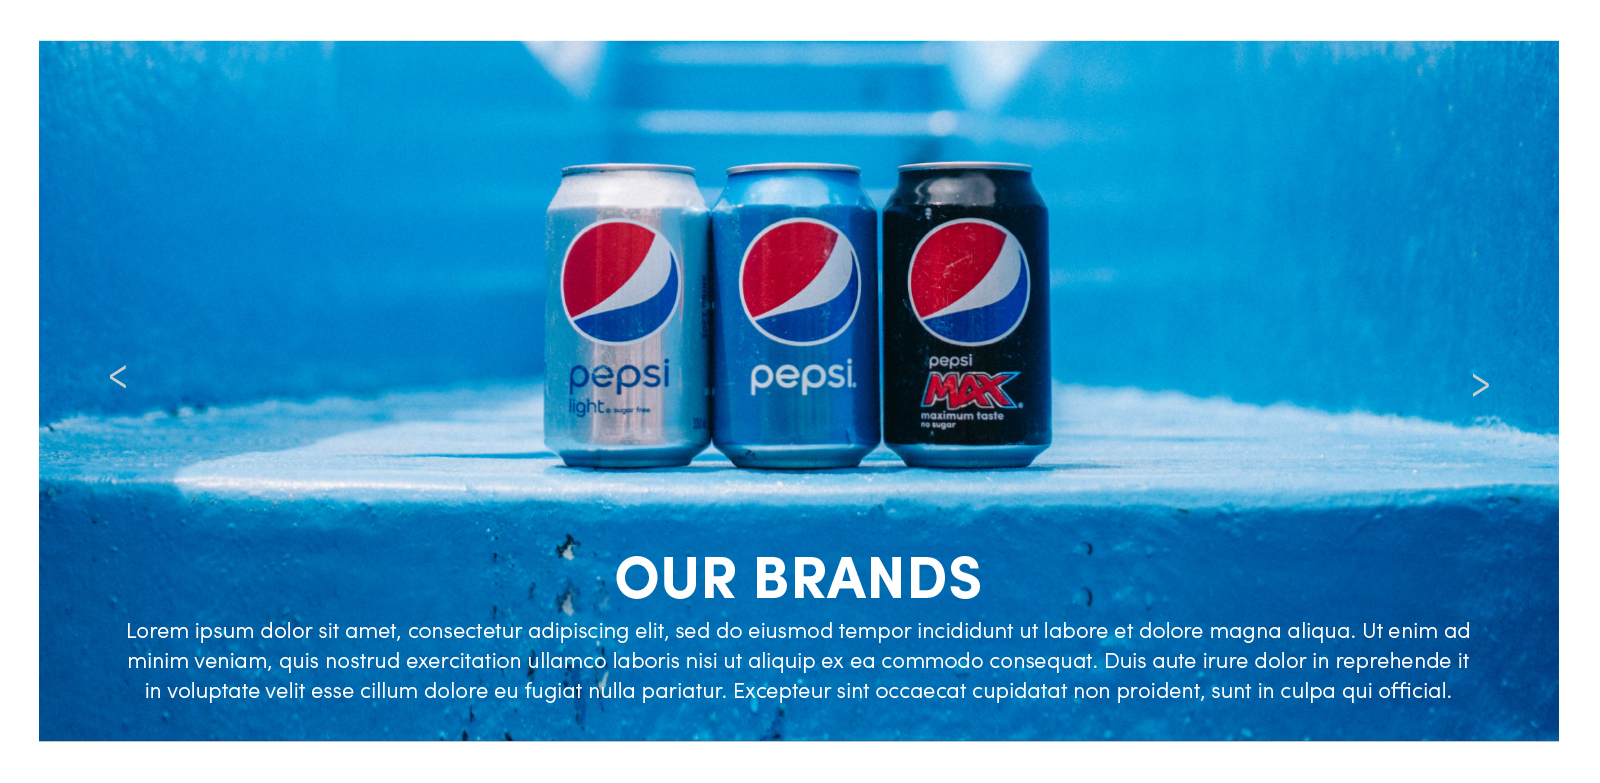 pepsi
light & sugar free
pepsi.
pepsi
MAX
maximum taste
no sugar
<
>
OUR BRANDS
Lorem ipsum dolor sit amet, consectetur adipiscing elit, sed do eiusmod tempor incididunt ut labore et dolore magna aliqua. Ut enim ad
minim veniam, quis nostrud exercitation ullamco laboris nisi ut aliquip ex ea commodo consequat. Duis aute irure dolor in reprehende it
in voluptate velit esse cillum dolore eu fugiat nulla pariatur. Excepteur sint occaecat cupidatat non proident, sunt in culpa qui official.